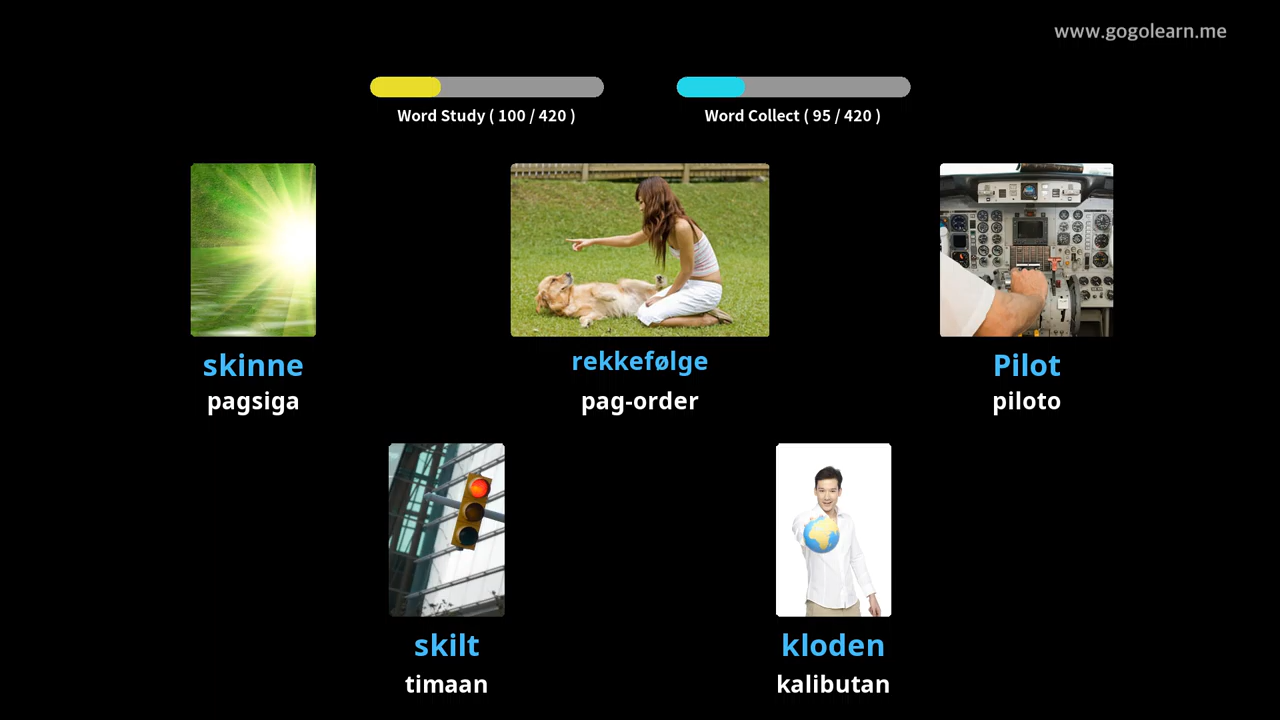 www.gogolearn.me
Word Study ( 100 / 420 )
Word Collect ( 95 / 420 )
skinne
pagsiga
rekkefølge
pag-order
Pilot
piloto
skilt
timaan
kloden
kalibutan